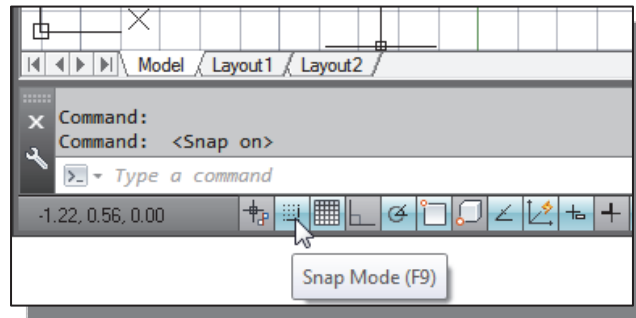 Model Layout1 Layout2
Command:
Command: <Snap on>
Type a command
-1.22, 0.56, 0.00
Snap Mode (F9)